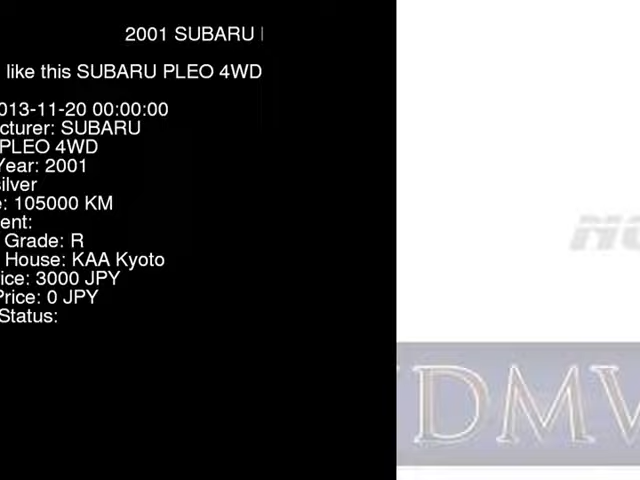 2001 SUBARU
like this SUBARU PLEO 4WD
013-11-20 00:00:00
cturer: SUBARU
PLEO 4WD
Year: 2001
silver
e: 105000 KM
ent:
Grade: R
House: KAA Kyoto
ice: 3000 JPY
Price: 0 JPY
Status:
DMV